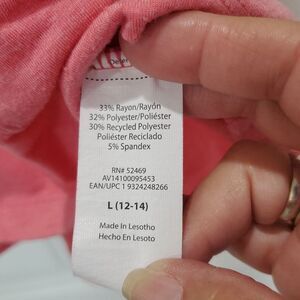 33% Rayon/Rayón
32% Polyester/Poliéster
30% Recycled Polyester
Poliéster Reciclado
5% Spandex
RN# 52469
AV14100095453
EAN/UPC 1 9324248266
L (12-14)
Made In Lesotho
Hecho En Lesoto